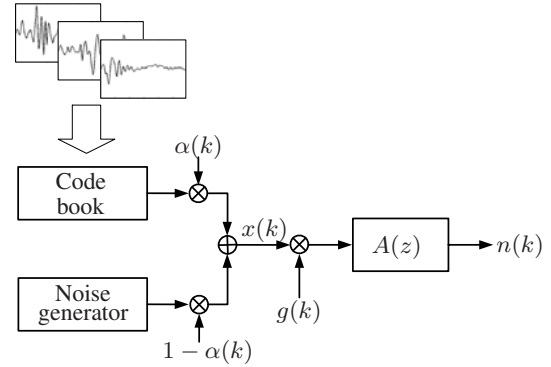 α(k)
Code
book
x(k)
A(z)
n(k)
Noise
generator
g(k)
1 − α(k)